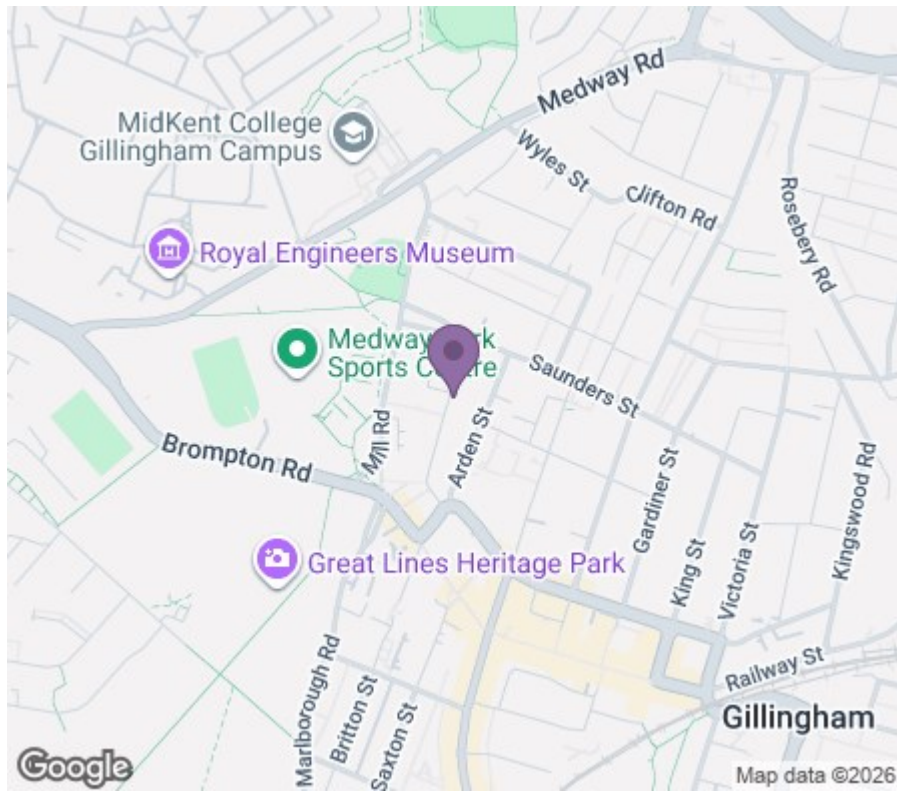 Medway Rd
MidKent College
Gillingham Campus
Wyles St
Clifton Rd
Rosebery Rd
Royal Engineers Museum
Medway Park
Sports Centre
Saunders St
Mill Rd
Arden St
Brompton Rd
Gardiner St
Kingswood Rd
King St
Victoria St
Great Lines Heritage Park
Marlborough Rd
Britton St
Saxton St
Railway St
Gillingham
Google
Map data ©2026